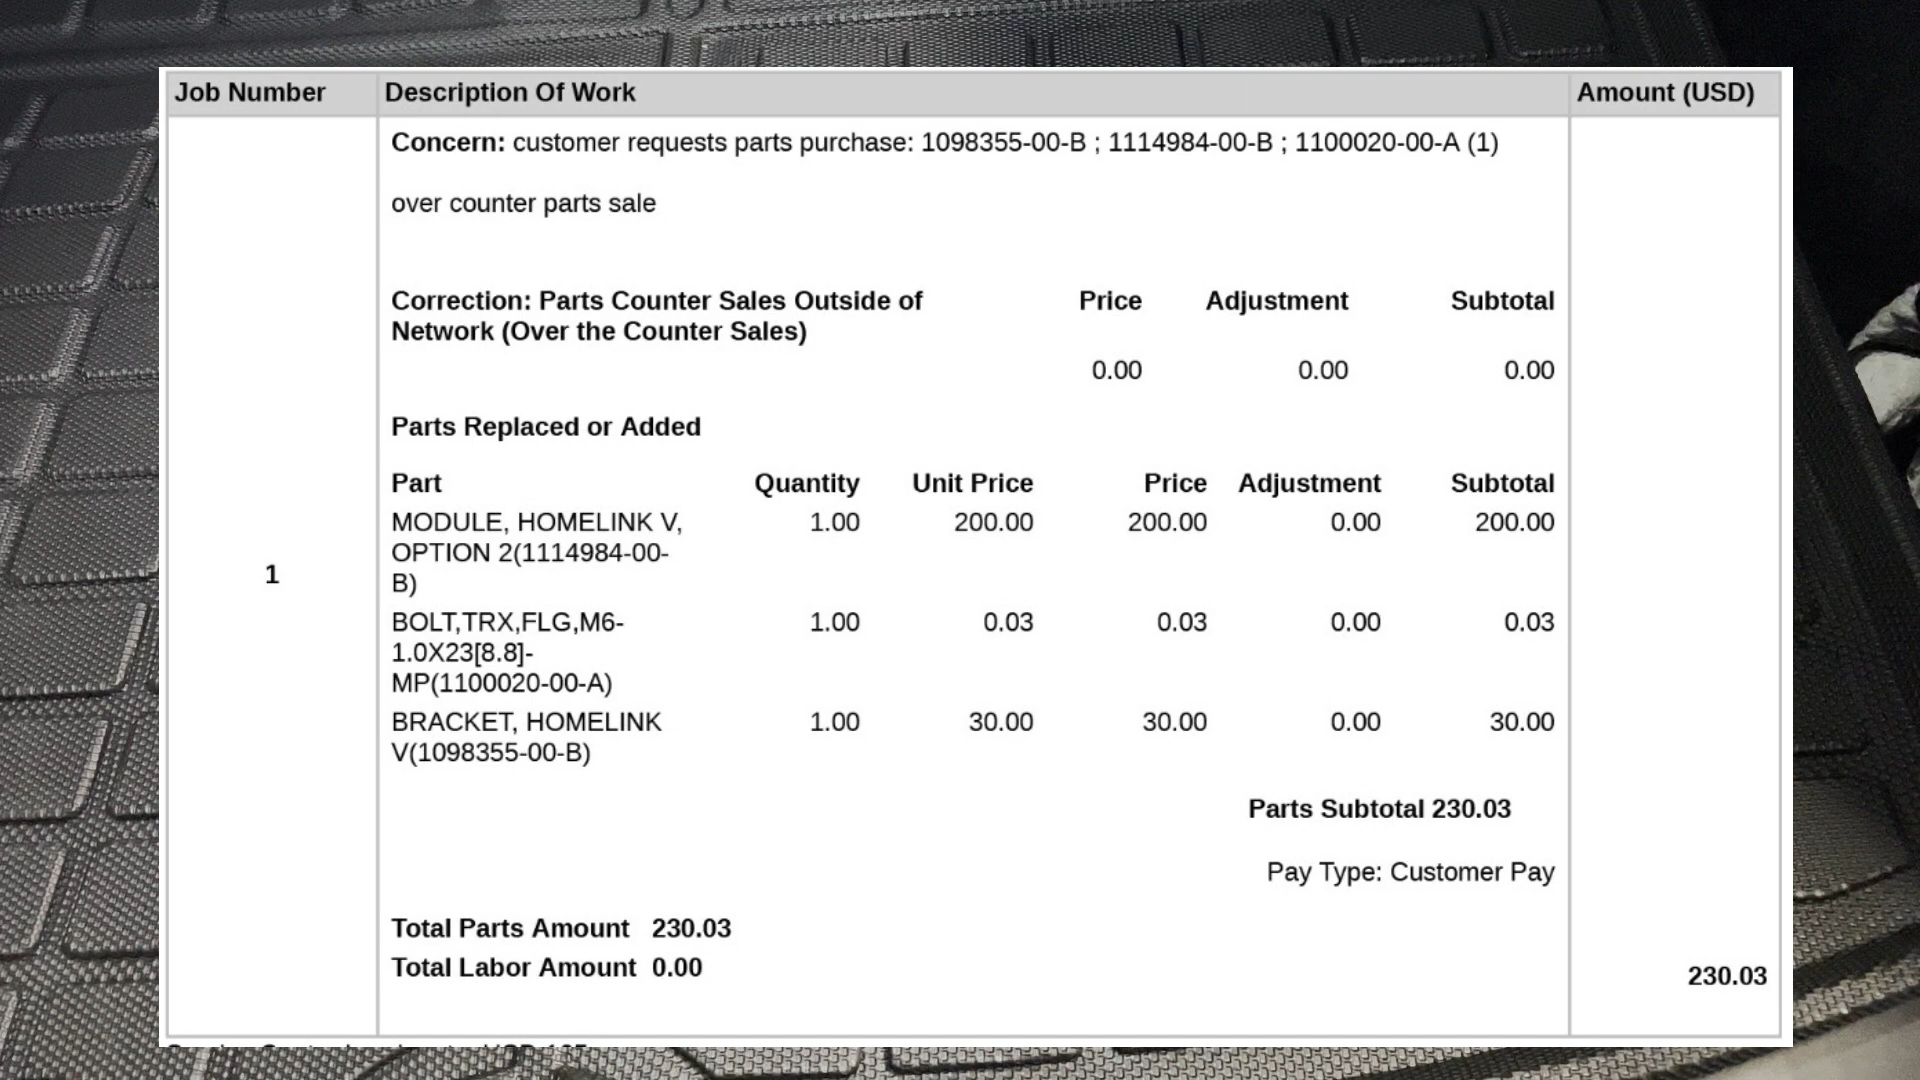 Job Number Description Of Work Amount (USD)
Concern: customer requests parts purchase: 1098355-00-B ; 1114984-00-B ; 1100020-00-A (1)
over counter parts sale
Correction: Parts Counter Sales Outside of Price Adjustment Subtotal
Network (Over the Counter Sales)
0.00 0.00 0.00
Parts Replaced or Added
Part Quantity Unit Price Price Adjustment Subtotal
MODULE, HOMELINK V, 1.00 200.00 200.00 0.00 200.00
OPTION 2(1114984-00-
B)
1
BOLT,TRX,FLG,M6- 1.00 0.03 0.03 0.00 0.03
1.0X23[8.8]-
MP(1100020-00-A)
BRACKET, HOMELINK 1.00 30.00 30.00 0.00 30.00
V(1098355-00-B)
Parts Subtotal 230.03
Pay Type: Customer Pay
Total Parts Amount 230.03
Total Labor Amount 0.00
230.03